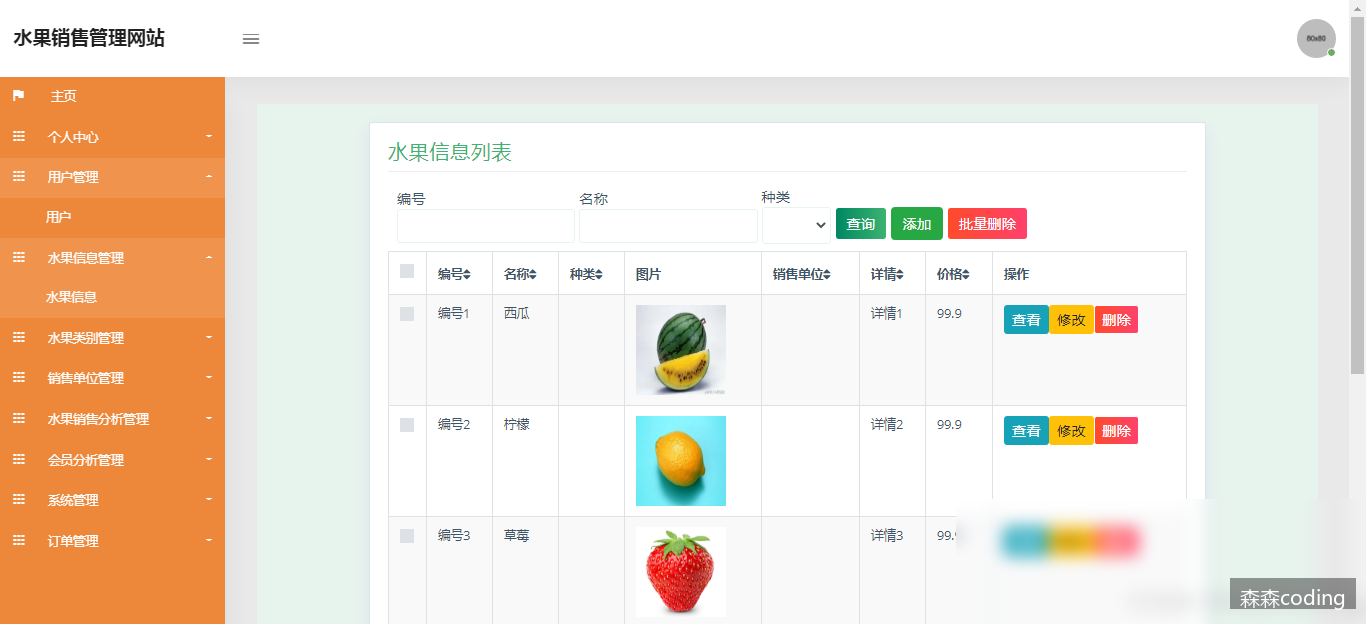 水果销售管理网站
80x80
主页
个人中心
用户管理
用户
水果信息管理
水果信息
水果类别管理
销售单位管理
水果销售分析管理
会员分析管理
系统管理
订单管理
水果信息列表
编号 名称 种类
查询 添加 批量删除
编号 名称 种类 图片 销售单位 详情 价格 操作
编号1 西瓜 详情1 99.9 查看 修改 删除
编号2 柠檬 详情2 99.9 查看 修改 删除
编号3 草莓 详情3 99.
森森coding